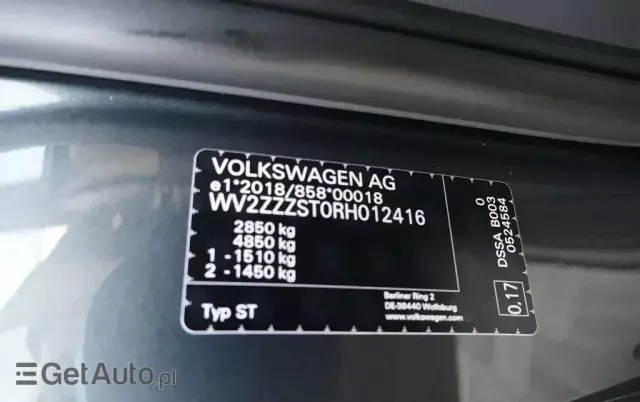 VOLKSWAGEN AG
e1*2018/858*00018
WV2ZZZST0RH012416
2850 kg
4850 kg
1 -1510 kg
2 -1450 kg
Typ ST
Berliner Ring 2
DE-38440 Wolfsburg
www.volkswagen.com
0,17
DSSA B003 0
0524584
GetAuto.pl